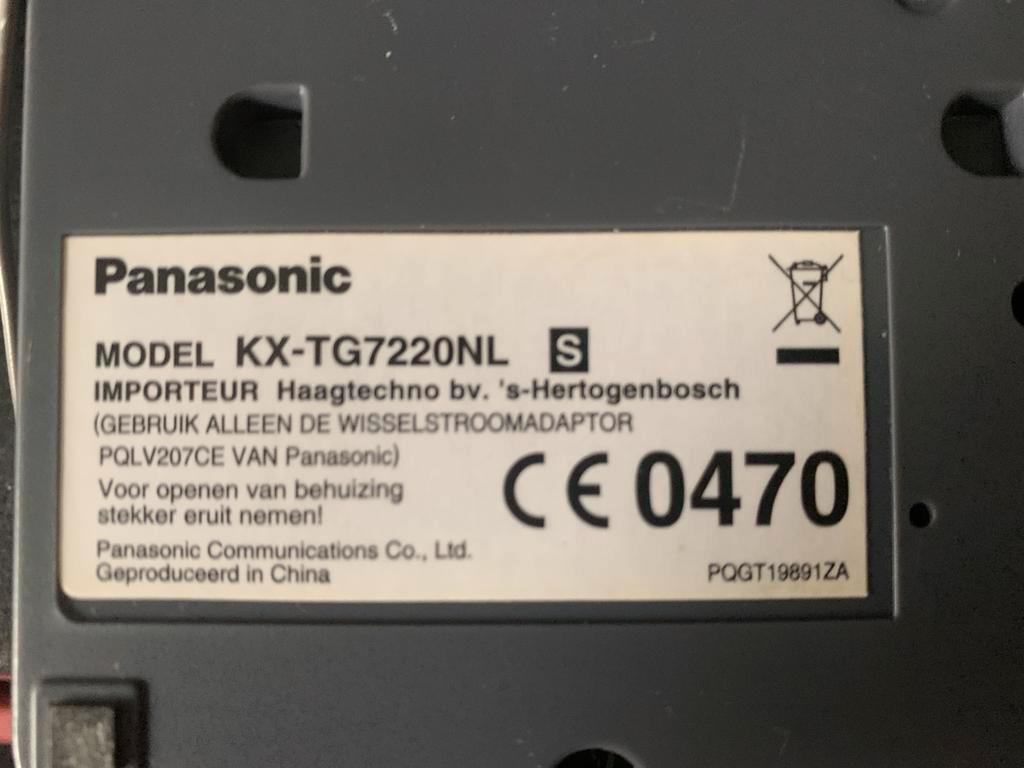 Panasonic
MODEL KX-TG7220NL S
IMPORTEUR Haagtechno bv. 's-Hertogenbosch
(GEBRUIK ALLEEN DE WISSELSTROOMADAPTOR
PQLV207CE VAN Panasonic)
Voor openen van behuizing
stekker eruit nemen!
CE 0470
Panasonic Communications Co., Ltd.
Geproduceerd in China
PQGT19891ZA